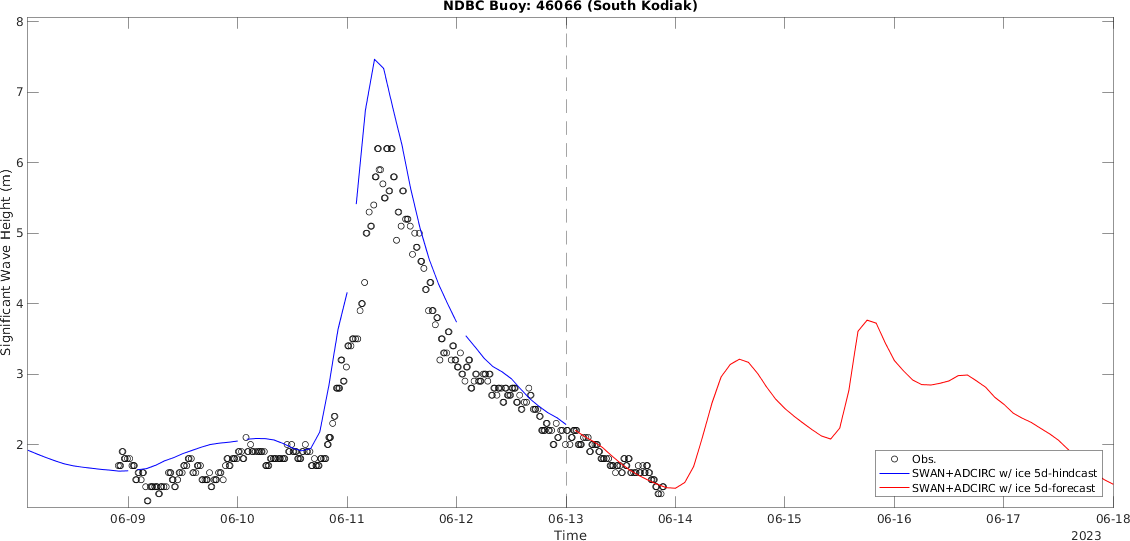 NDBC Buoy: 46066 (South Kodiak)
8
7
6
5
4
3
2
Significant Wave Height (m)
Obs.
SWAN+ADCIRC w/ ice 5d-hindcast
SWAN+ADCIRC w/ ice 5d-forecast
06-09 06-10 06-11 06-12 06-13 06-14 06-15 06-16 06-17 06-18
Time
2023